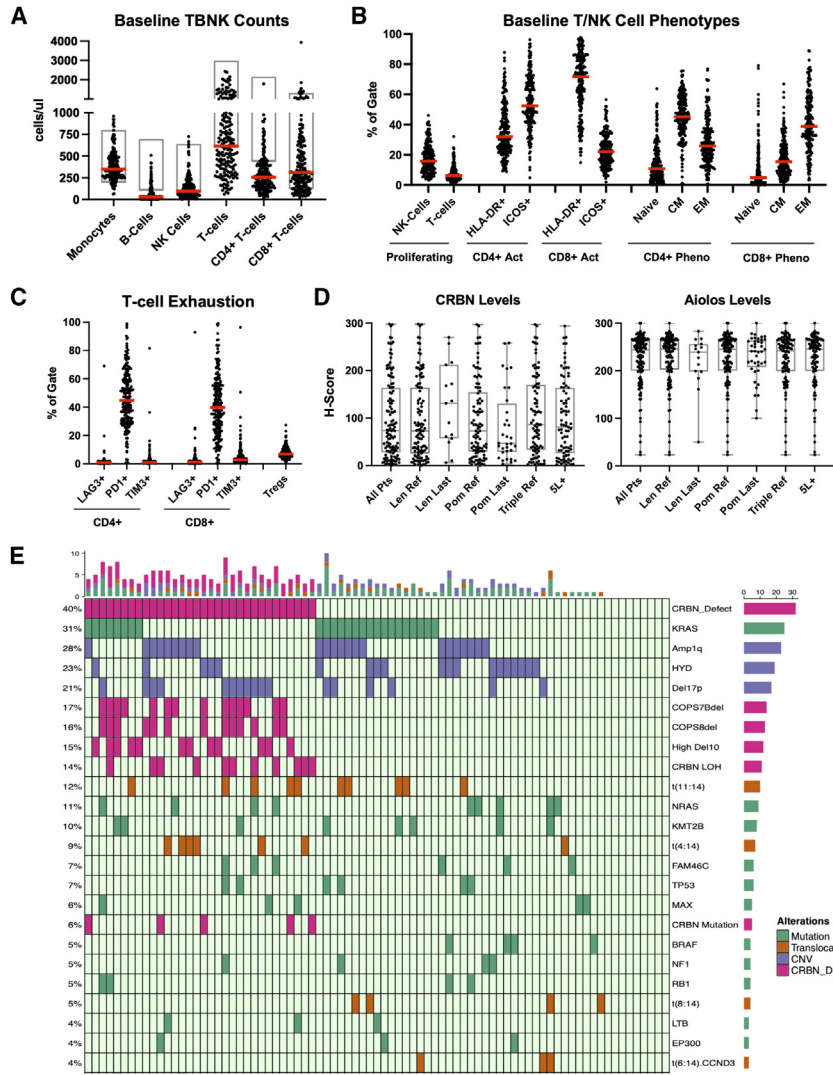 A
Baseline TBNK Counts
4000
3000
2000
1000
1000
750
500
250
0
cells/ul
Monocytes
B-Cells
NK Cells
T-cells
CD4+ T-cells
CD8+ T-cells
B
Baseline T/NK Cell Phenotypes
100
80
60
40
20
0
% of Gate
NK-Cells
T-cells
HLA-DR+
ICOS+
HLA-DR+
ICOS+
Naive
CM
EM
Naive
CM
EM
Proliferating
CD4+ Act
CD8+ Act
CD4+ Pheno
CD8+ Pheno
C
T-cell Exhaustion
100
80
60
40
20
0
% of Gate
LAG3+
PD1+
TIM3+
LAG3+
PD1+
TIM3+
Tregs
CD4+
CD8+
D
CRBN Levels
300
200
100
0
H-Score
All Pts
Len Ref
Len Last
Pom Ref
Pom Last
Triple Ref
5L+
Aiolos Levels
300
200
100
0
All Pts
Len Ref
Len Last
Pom Ref
Pom Last
Triple Ref
5L+
E
10
5
0
0 10 20 30
40% CRBN_Defect
31% KRAS
28% Amp1q
23% HYD
21% Del17p
17% COPS7Bdel
16% COPS8del
15% High Del10
14% CRBN LOH
12% t(11:14)
11% NRAS
10% KMT2B
9% t(4:14)
7% FAM46C
7% TP53
6% MAX
6% CRBN Mutation
5% BRAF
5% NF1
5% RB1
5% t(8:14)
4% LTB
4% EP300
4% t(6:14).CCND3
Alterations
Mutation
Transloca
CNV
CRBN_D